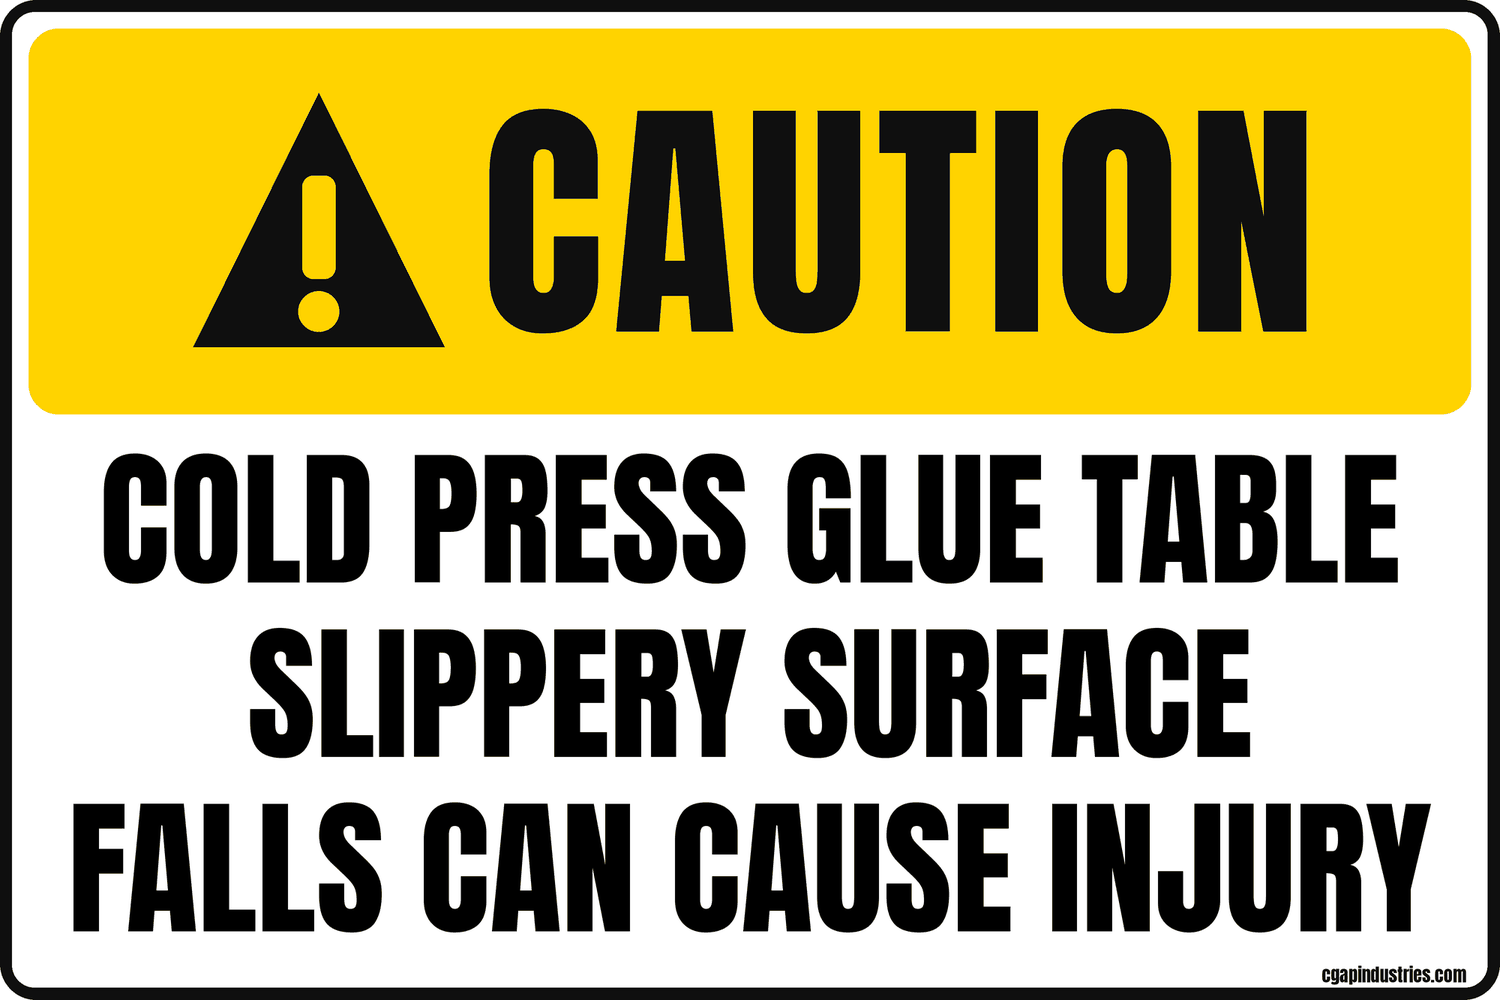 CAUTION
COLD PRESS GLUE TABLE
SLIPPERY SURFACE
FALLS CAN CAUSE INJURY
cgapindustries.com